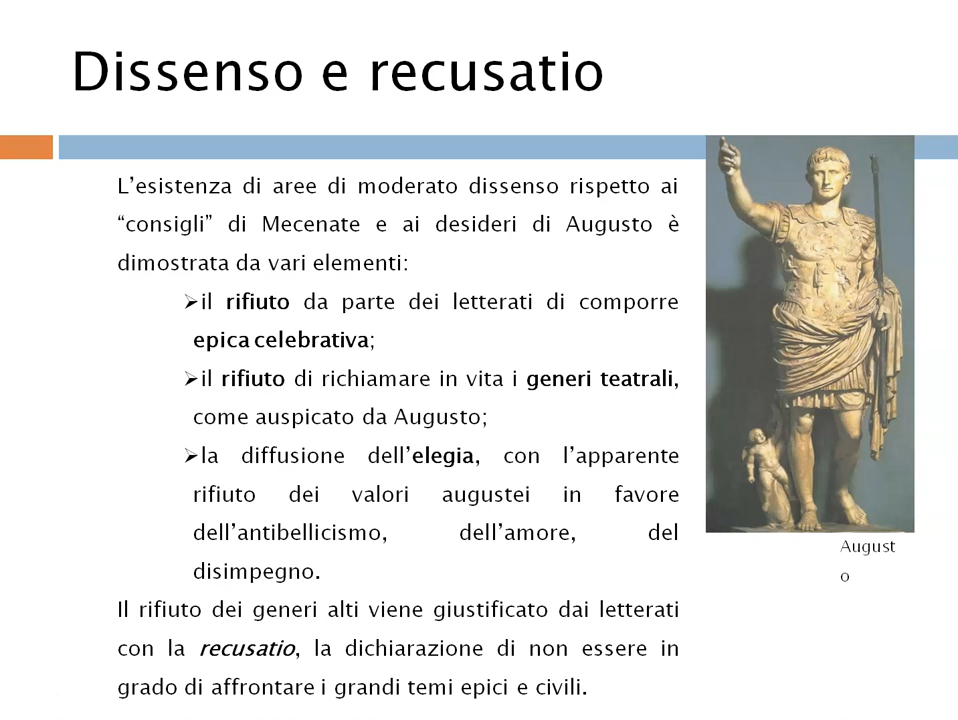 Dissenso e recusatio
L’esistenza di aree di moderato dissenso rispetto ai
“consigli” di Mecenate e ai desideri di Augusto è
dimostrata da vari elementi:
➢il rifiuto da parte dei letterati di comporre
epica celebrativa;
➢il rifiuto di richiamare in vita i generi teatrali,
come auspicato da Augusto;
➢la diffusione dell’elegia, con l’apparente
rifiuto dei valori augustei in favore
dell’antibellicismo, dell’amore, del
disimpegno.
Il rifiuto dei generi alti viene giustificato dai letterati
con la recusatio, la dichiarazione di non essere in
grado di affrontare i grandi temi epici e civili.
August
o